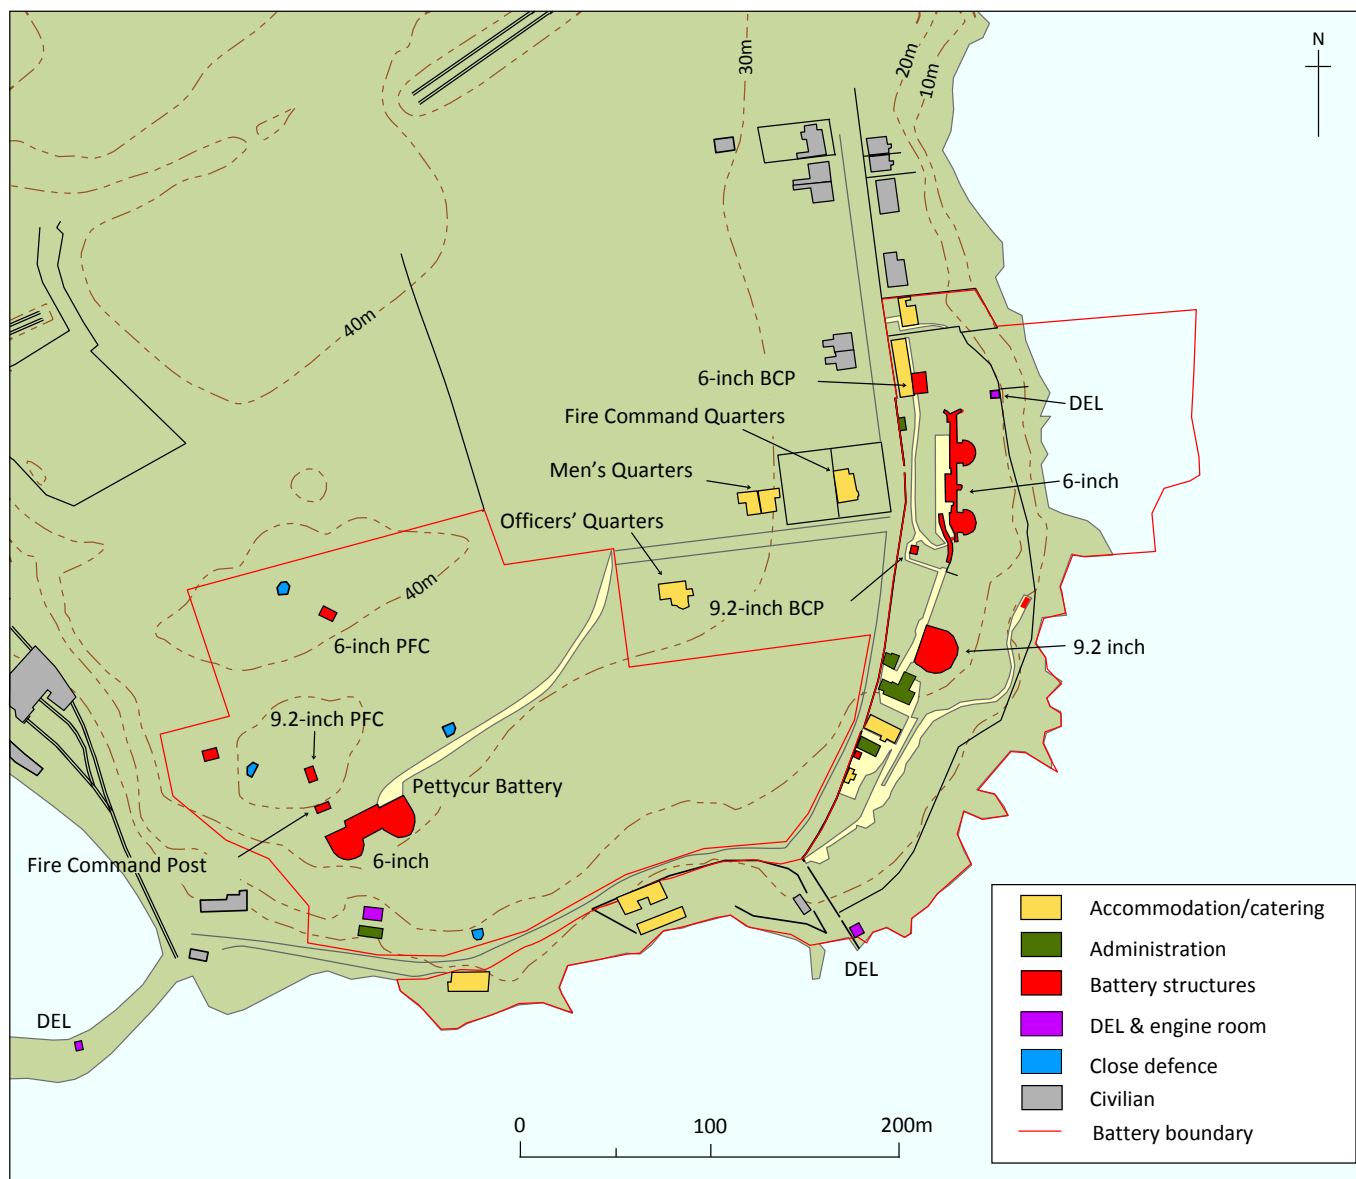 N
30m
20m
10m
40m
6-inch BCP
DEL
Fire Command Quarters
Men's Quarters
6-inch
Officers' Quarters
40m
9.2-inch BCP
6-inch PFC
9.2 inch
9.2-inch PFC
Pettycur Battery
6-inch
Fire Command Post
DEL
DEL
0 100 200m
Accommodation/catering
Administration
Battery structures
DEL & engine room
Close defence
Civilian
Battery boundary